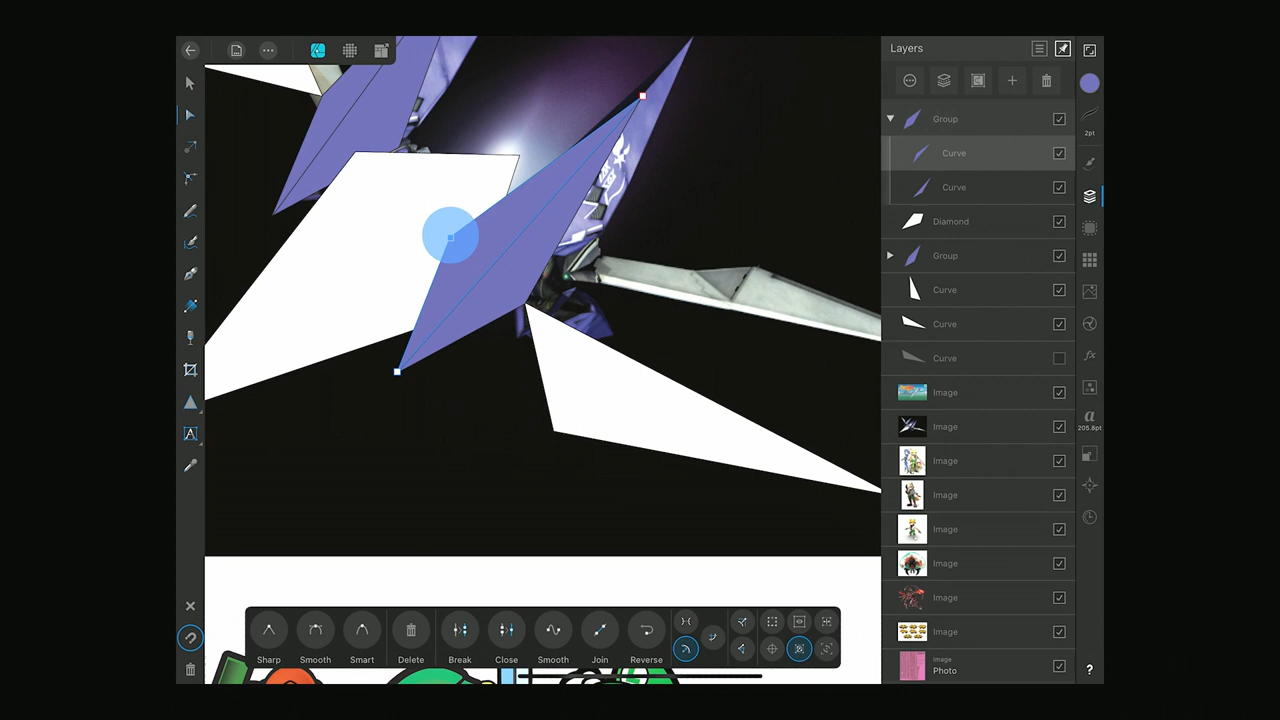 Layers
Group
Curve
Curve
Diamond
Group
Curve
Curve
Curve
Image
Image
Image
Image
Image
Image
Image
Image
Image
Photo
2pt
fx
a
205.8pt
?
Sharp
Smooth
Smart
Delete
Break
Close
Smooth
Join
Reverse